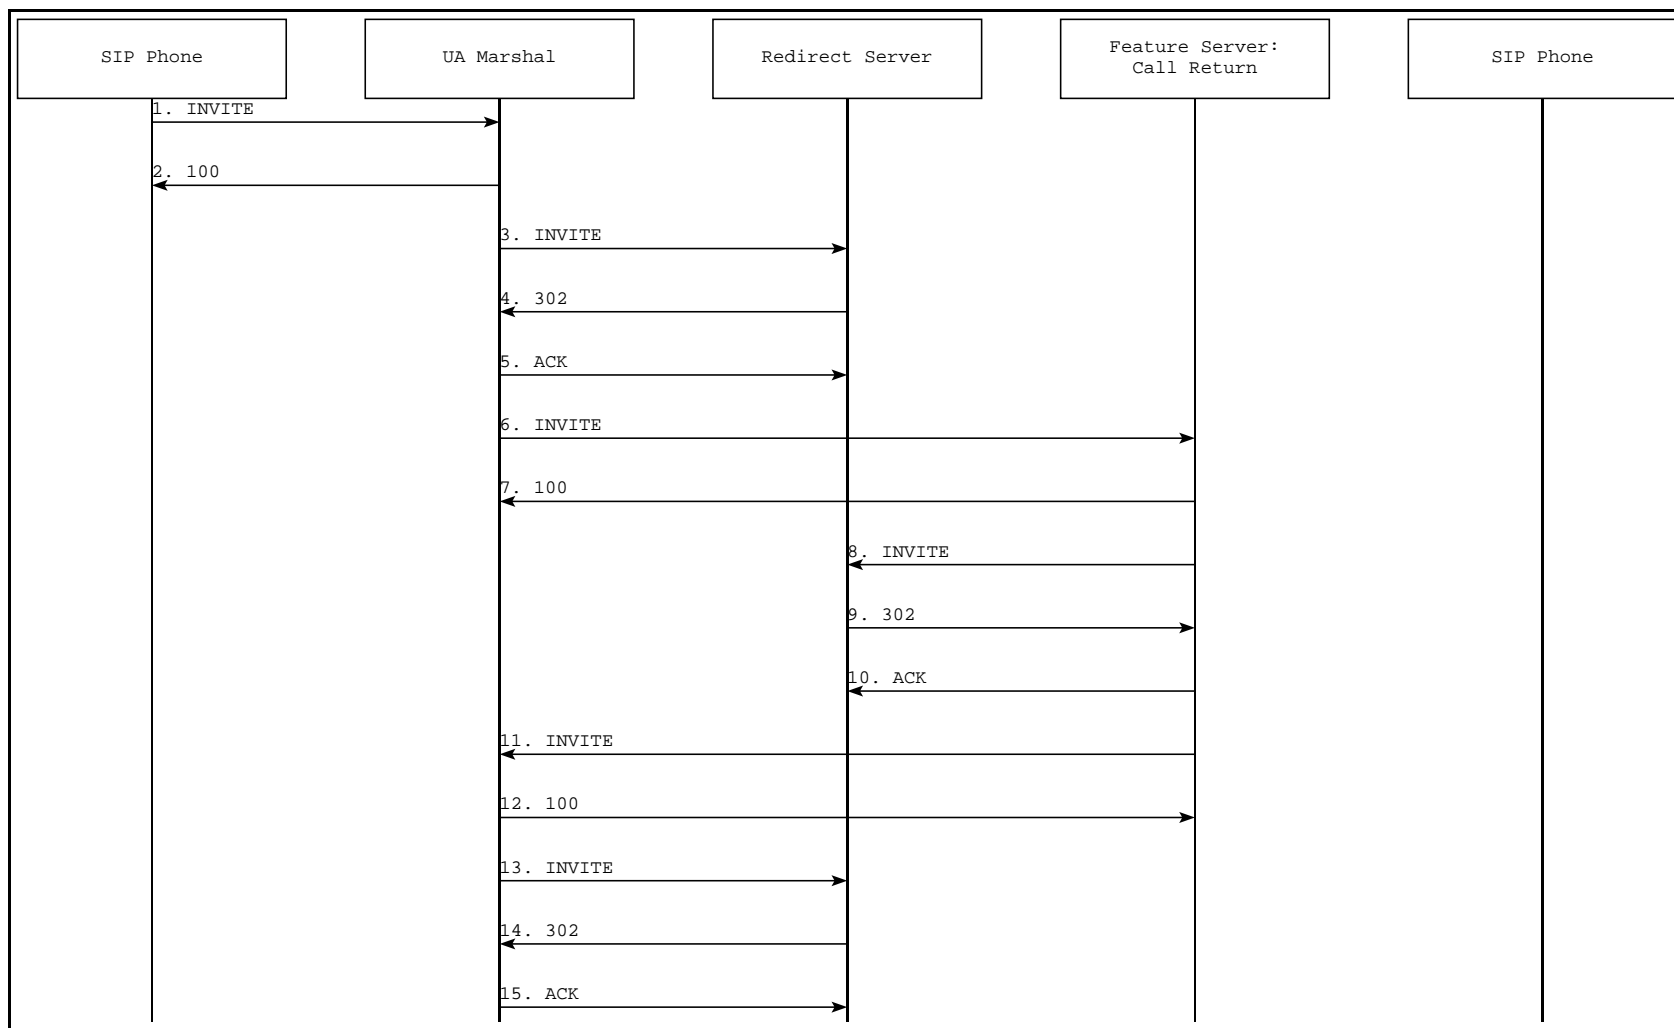 SIP Phone
UA Marshal
Redirect Server
Feature Server:
Call Return
SIP Phone
1. INVITE
2. 100
3. INVITE
4. 302
5. ACK
6. INVITE
7. 100
8. INVITE
9. 302
10. ACK
11. INVITE
12. 100
13. INVITE
14. 302
15. ACK